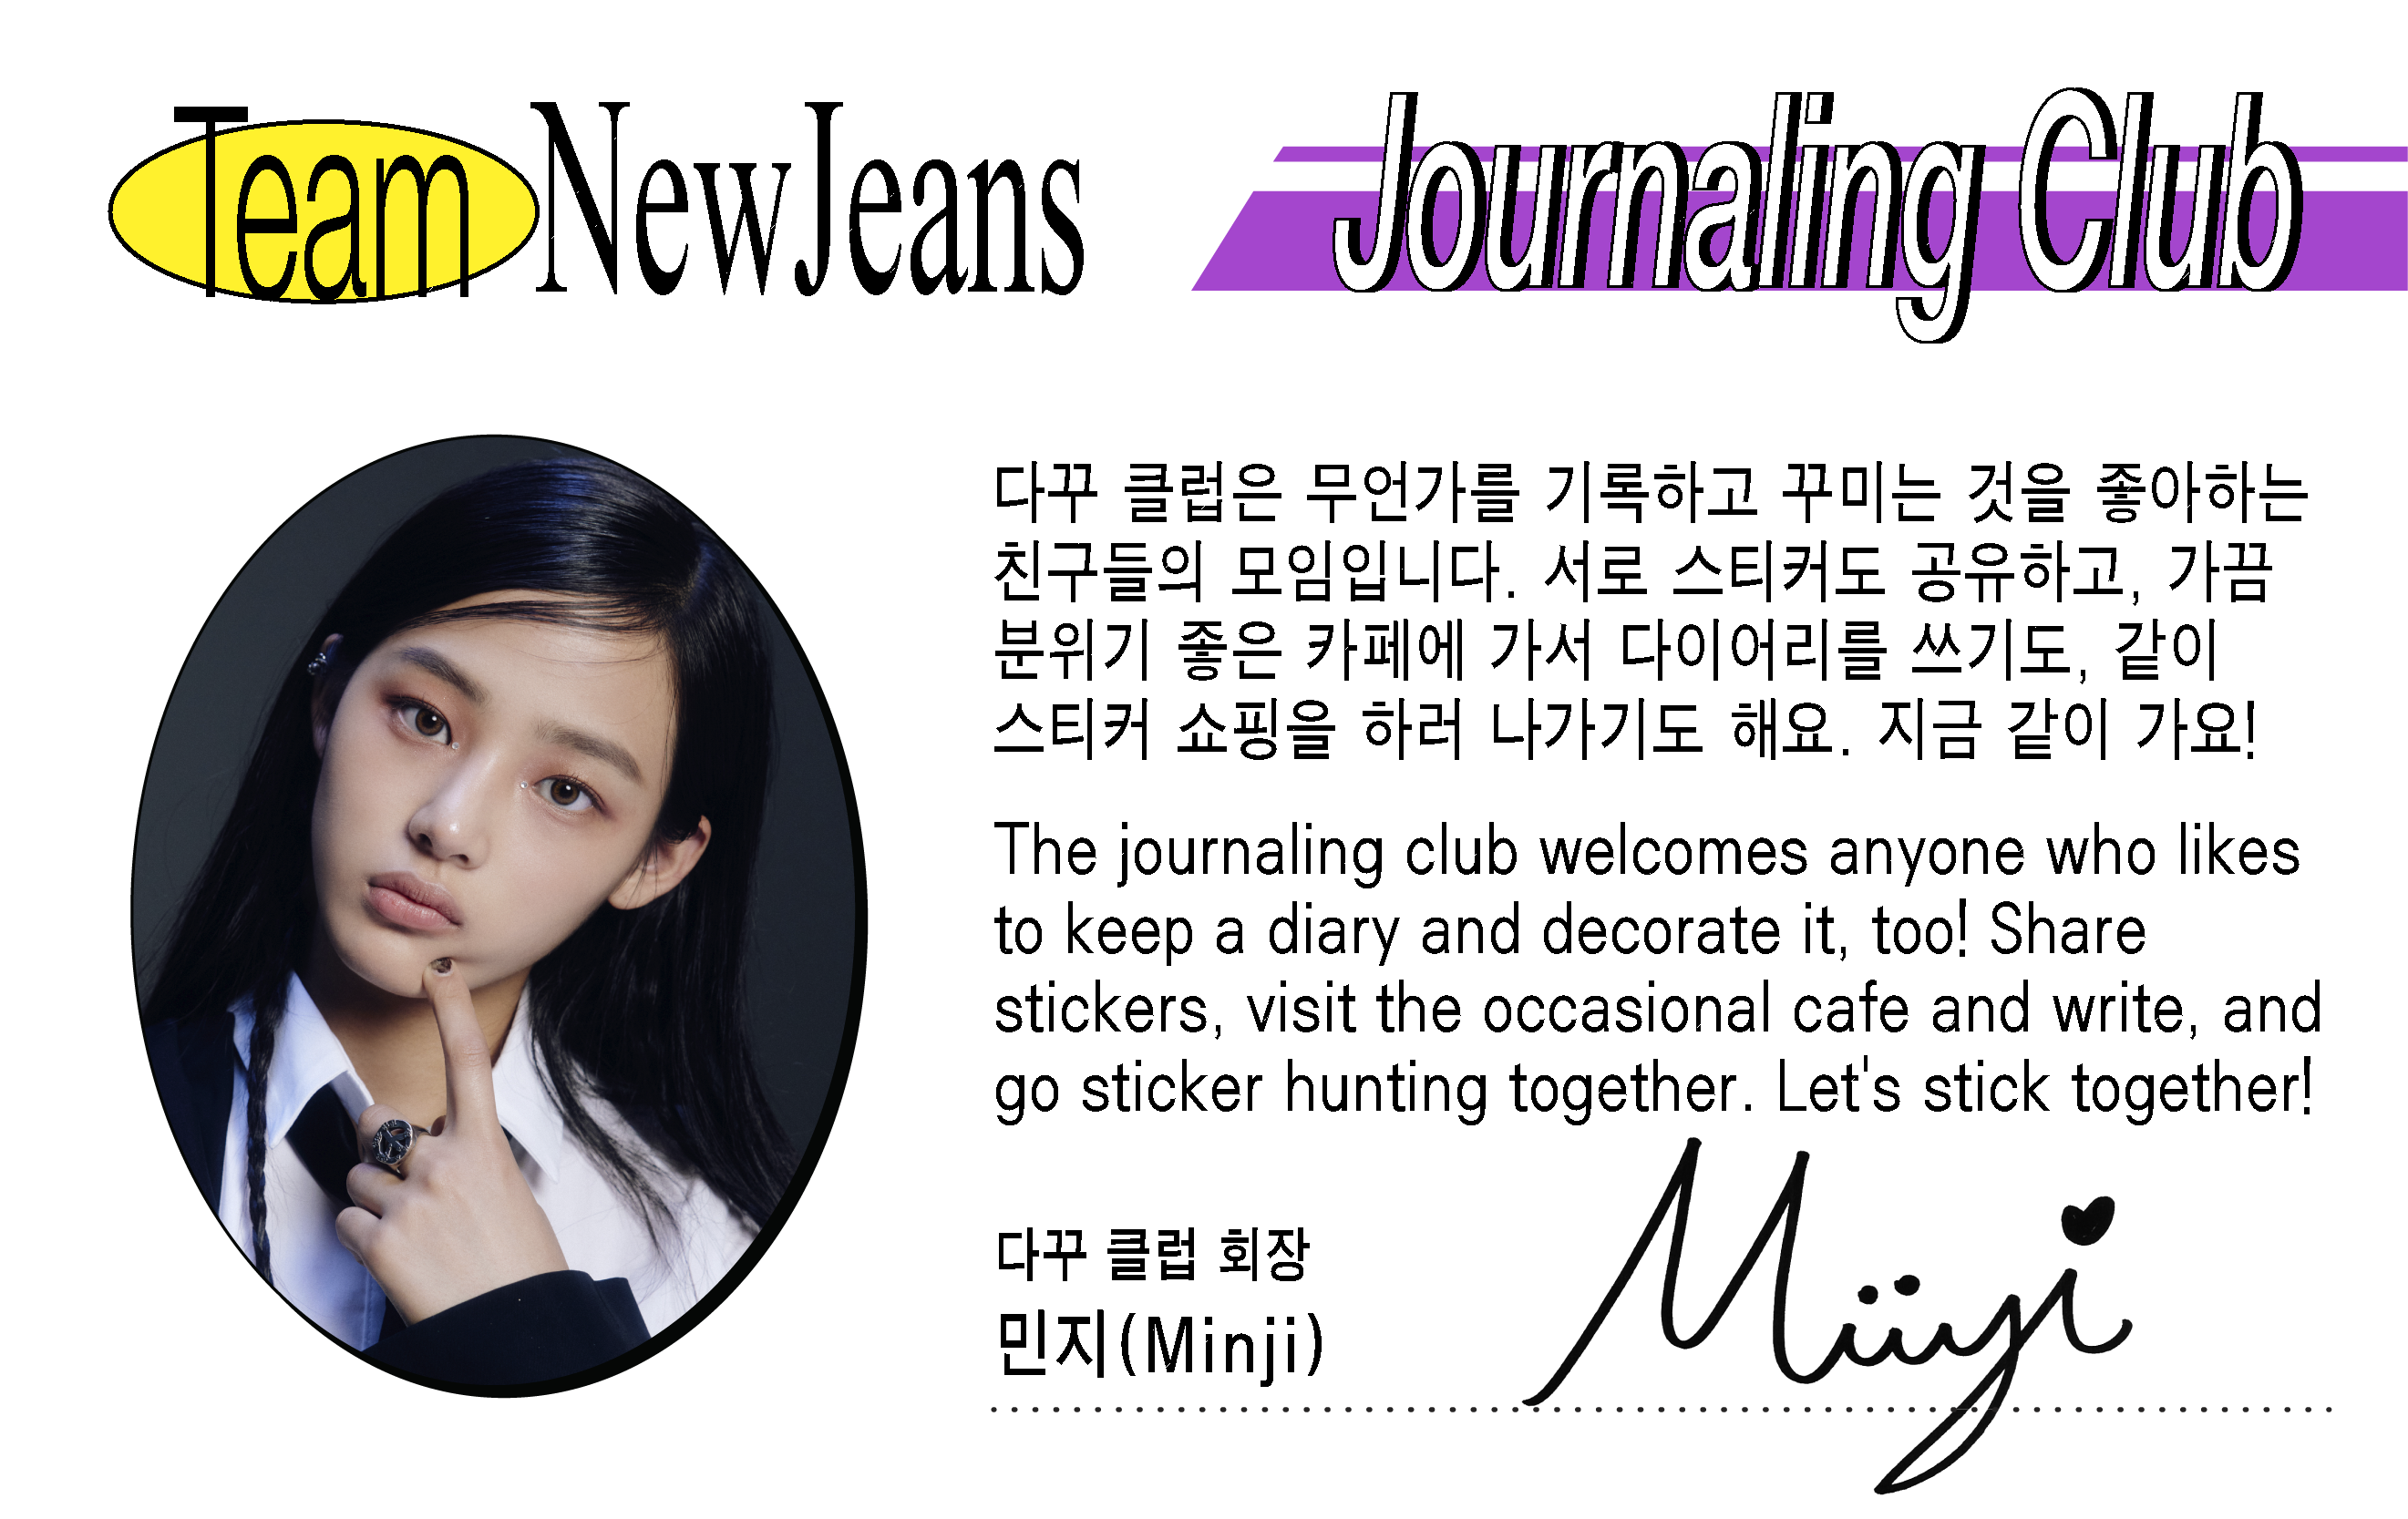 Team NewJeans
Journaling Club
다꾸 클럽은 무언가를 기록하고 꾸미는 것을 좋아하는
친구들의 모임입니다. 서로 스티커도 공유하고, 가끔
분위기 좋은 카페에 가서 다이어리를 쓰기도, 같이
스티커 쇼핑을 하러 나가기도 해요. 지금 같이 가요!
The journaling club welcomes anyone who likes
to keep a diary and decorate it, too! Share
stickers, visit the occasional cafe and write, and
go sticker hunting together. Let's stick together!
다꾸 클럽 회장
민지(Minji)
Minji